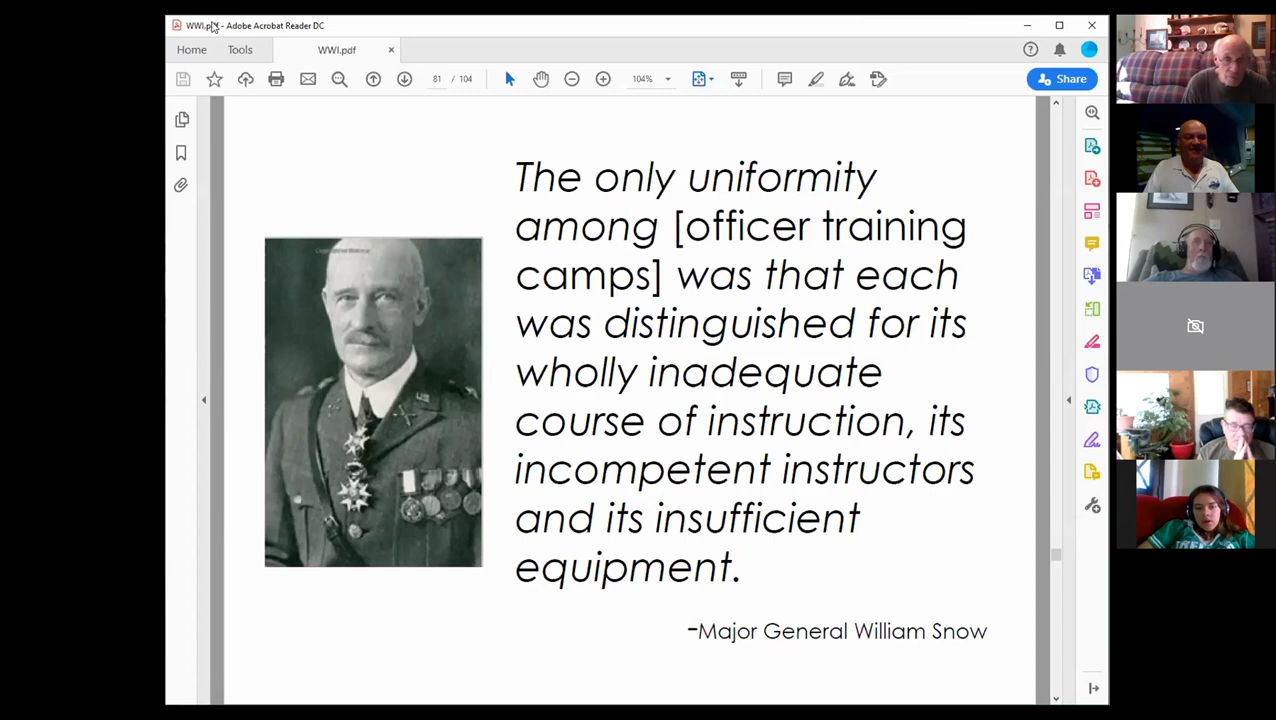 WWI.pdf - Adobe Acrobat Reader DC
Home
Tools
WWI.pdf
81 / 104
104%
Share
The only uniformity
among [officer training
camps] was that each
was distinguished for its
wholly inadequate
course of instruction, its
incompetent instructors
and its insufficient
equipment.
-Major General William Snow